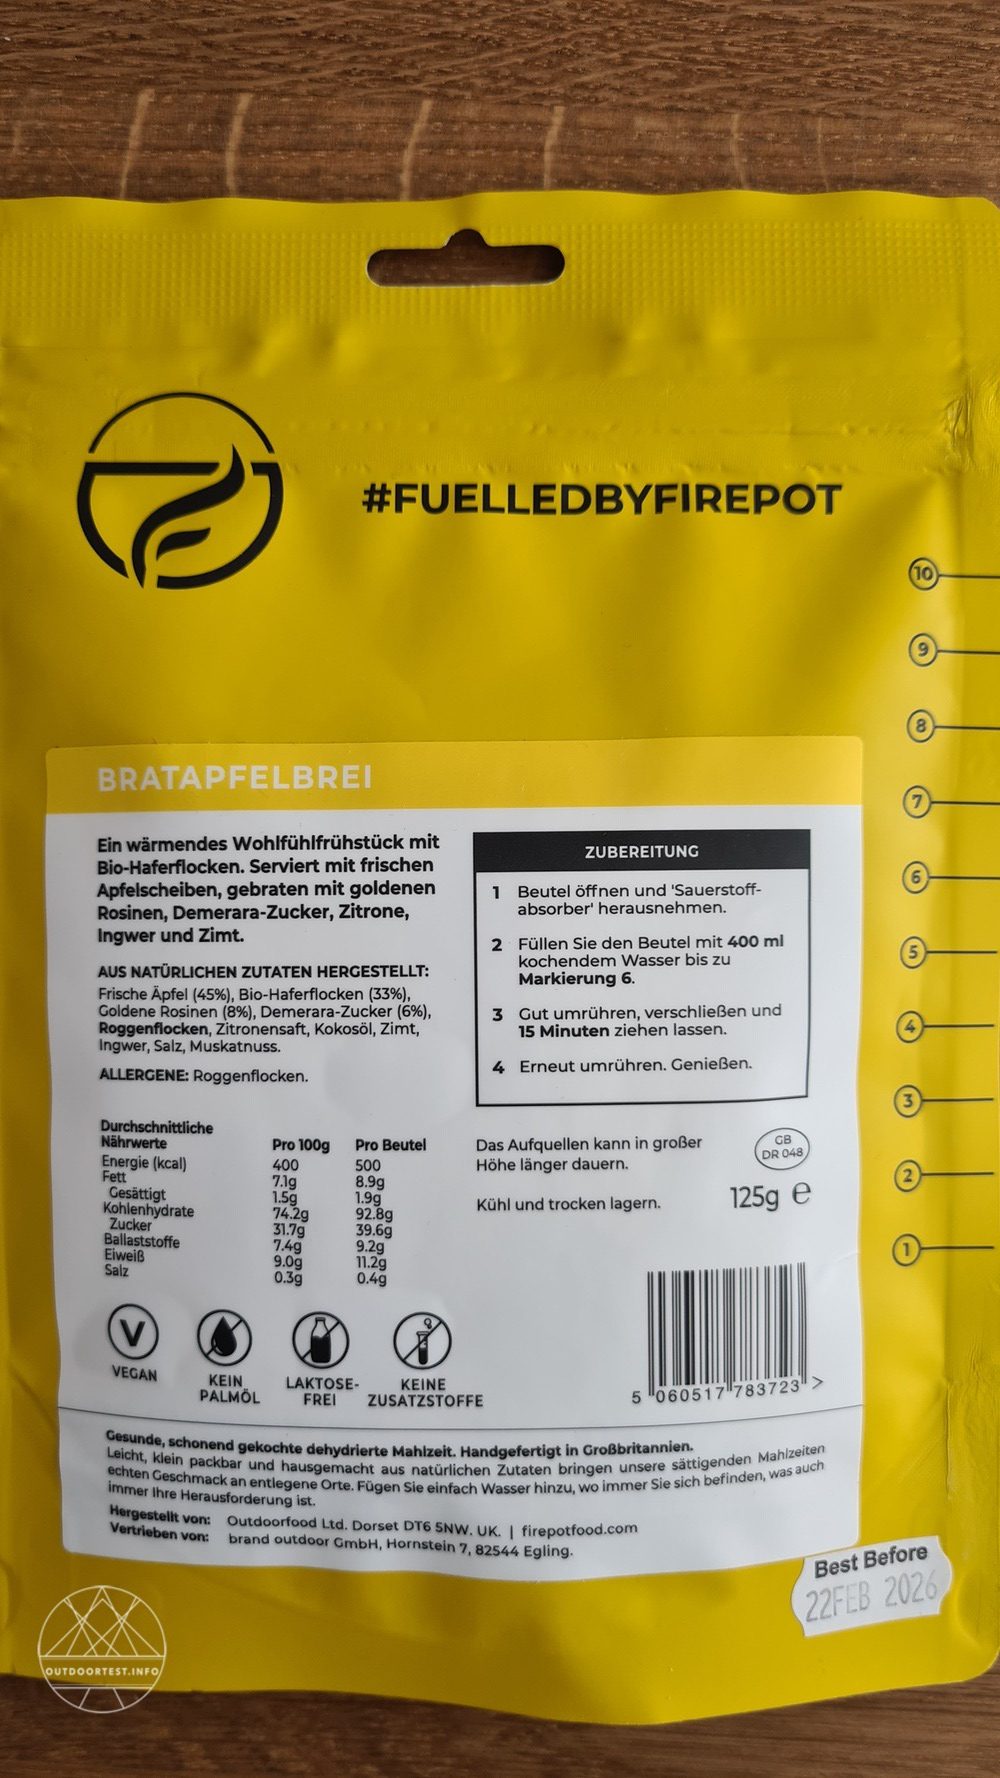 #FUELLEDBYFIREPOT
10
9
8
7
6
5
4
3
2
1
BRATAPFELBREI
Ein wärmendes Wohlfühlfrühstück mit
Bio-Haferflocken. Serviert mit frischen
Apfelscheiben, gebraten mit goldenen
Rosinen, Demerara-Zucker, Zitrone,
Ingwer und Zimt.
AUS NATÜRLICHEN ZUTATEN HERGESTELLT:
Frische Äpfel (45%), Bio-Haferflocken (33%),
Goldene Rosinen (8%), Demerara-Zucker (6%),
Roggenflocken, Zitronensaft, Kokosöl, Zimt,
Ingwer, Salz, Muskatnuss.
ALLERGENE: Roggenflocken.
ZUBEREITUNG
1 Beutel öffnen und 'Sauerstoff-
absorber' herausnehmen.
2 Füllen Sie den Beutel mit 400 ml
kochendem Wasser bis zu
Markierung 6.
3 Gut umrühren, verschließen und
15 Minuten ziehen lassen.
4 Erneut umrühren. Genießen.
Durchschnittliche
Nährwerte Pro 100g Pro Beutel
Energie (kcal) 400 500
Fett 7.1g 8.9g
Gesättigt 1.5g 1.9g
Kohlenhydrate 74.2g 92.8g
Zucker 31.7g 39.6g
Ballaststoffe 7.4g 9.2g
Eiweiß 9.0g 11.2g
Salz 0.3g 0.4g
Das Aufquellen kann in großer
Höhe länger dauern.
Kühl und trocken lagern.
GB
DR 048
125g e
V
VEGAN
KEIN
PALMÖL
LAKTOSE-
FREI
KEINE
ZUSATZSTOFFE
5 060517 783723 >
Gesunde, schonend gekochte dehydrierte Mahlzeit. Handgefertigt in Großbritannien.
Leicht, klein packbar und hausgemacht aus natürlichen Zutaten bringen unsere sättigenden Mahlzeiten
echten Geschmack an entlegene Orte. Fügen Sie einfach Wasser hinzu, wo immer Sie sich befinden, was auch
immer Ihre Herausforderung ist.
Hergestellt von: Outdoorfood Ltd. Dorset DT6 5NW. UK. | firepotfood.com
Vertrieben von: brand outdoor GmbH, Hornstein 7, 82544 Egling.
Best Before
22FEB 2026
OUTDOORTEST.INFO